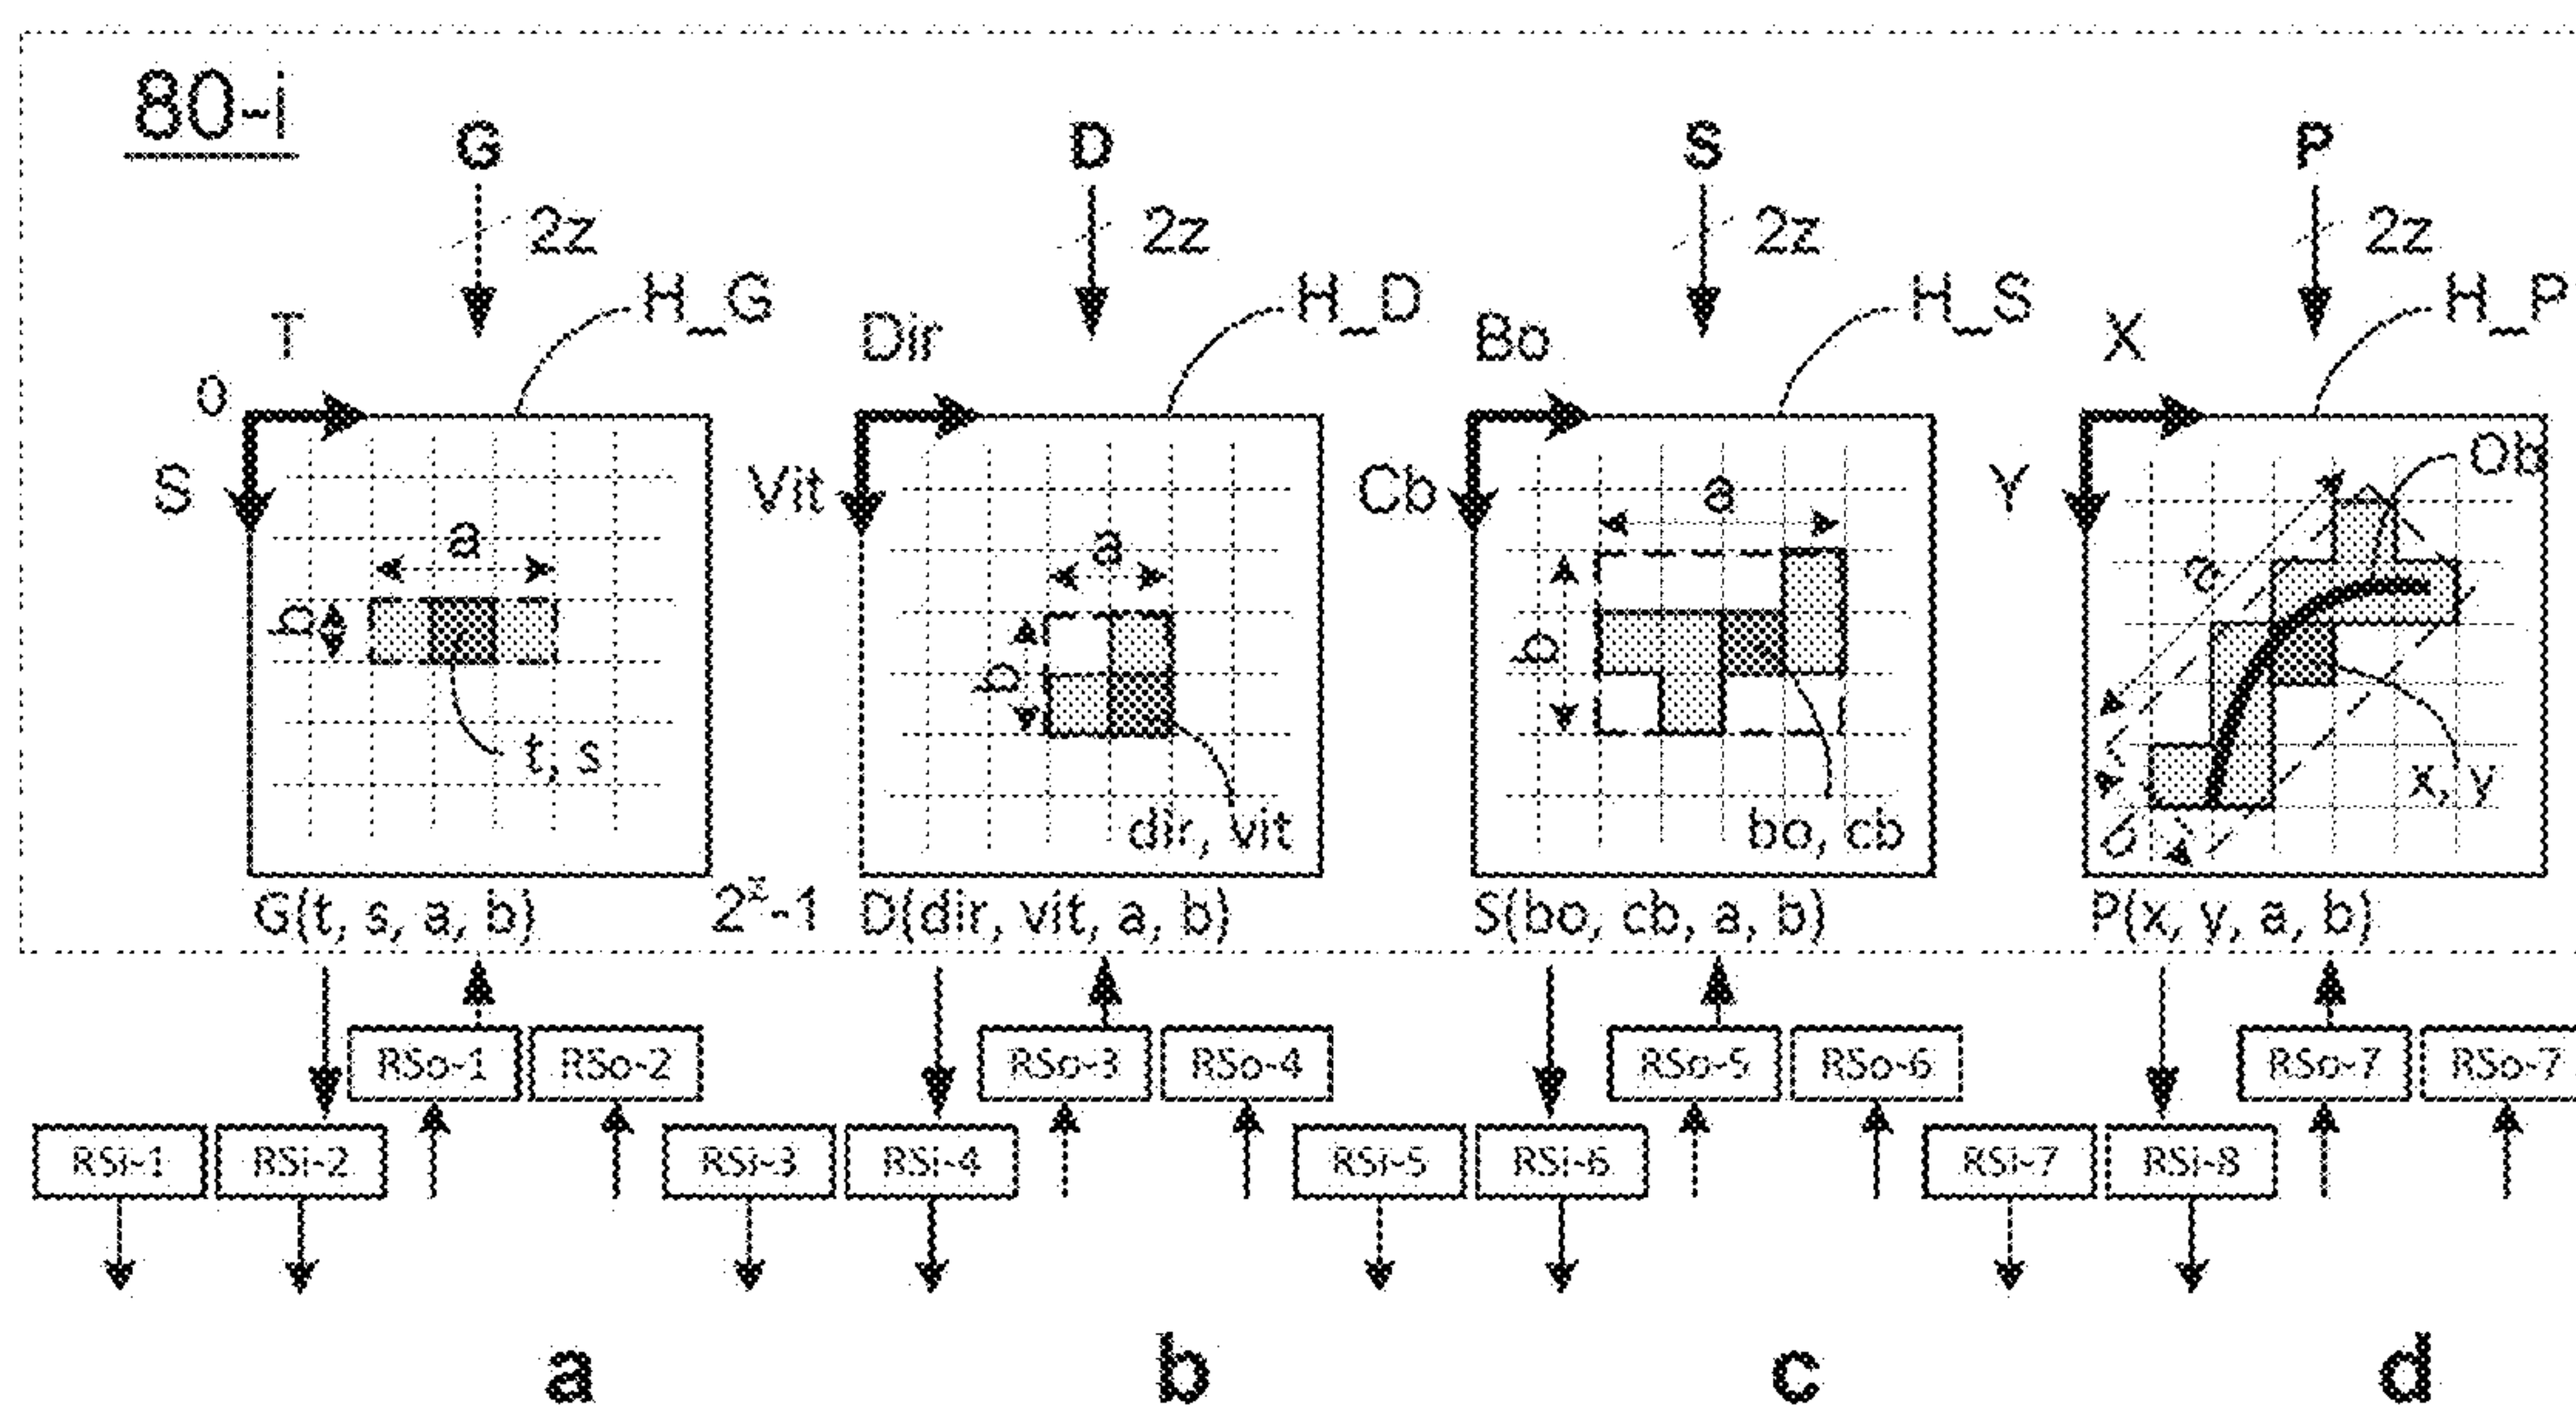 80-i
G D S P
2z 2z 2z 2z
H_G H_D H_S H_P
T Dir Bo X
0
S Vit Cb Y
Ob
a a a a
b b b b
t, s dir, vit bo, cb x, y
G(t, s, a, b) 2^z-1 D(dir, vit, a, b) S(bo, cb, a, b) P(x, y, a, b)
RSo-1 RSo-2 RSo-3 RSo-4 RSo-5 RSo-6 RSo-7 RSo-7
RSi-1 RSi-2 RSi-3 RSi-4 RSi-5 RSi-6 RSi-7 RSi-8
a b c d